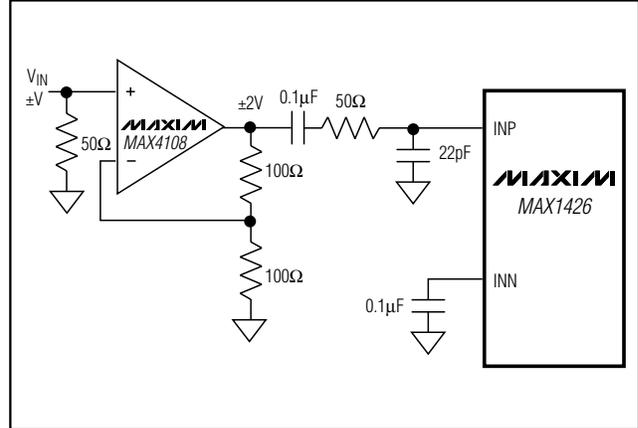 VIN
±V
50Ω
+
−
MAXIM
MAX4108
±2V
0.1µF
50Ω
100Ω
100Ω
22pF
0.1µF
INP
MAXIM
MAX1426
INN